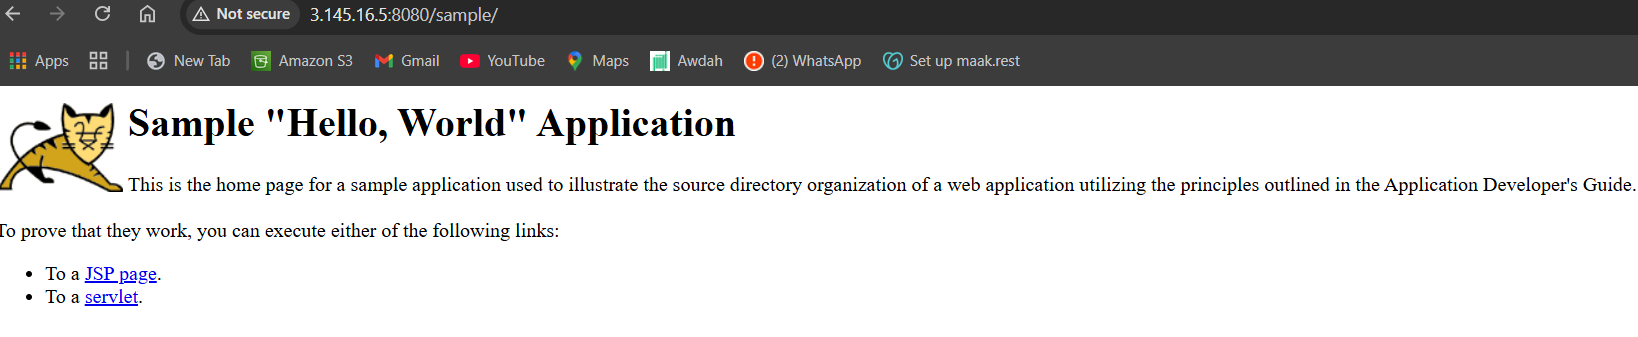 Not secure 3.145.16.5:8080/sample/
Apps New Tab Amazon S3 Gmail YouTube Maps Awdah (2) WhatsApp Set up maak.rest
Sample "Hello, World" Application
This is the home page for a sample application used to illustrate the source directory organization of a web application utilizing the principles outlined in the Application Developer's Guide.
To prove that they work, you can execute either of the following links:
To a JSP page.
To a servlet.